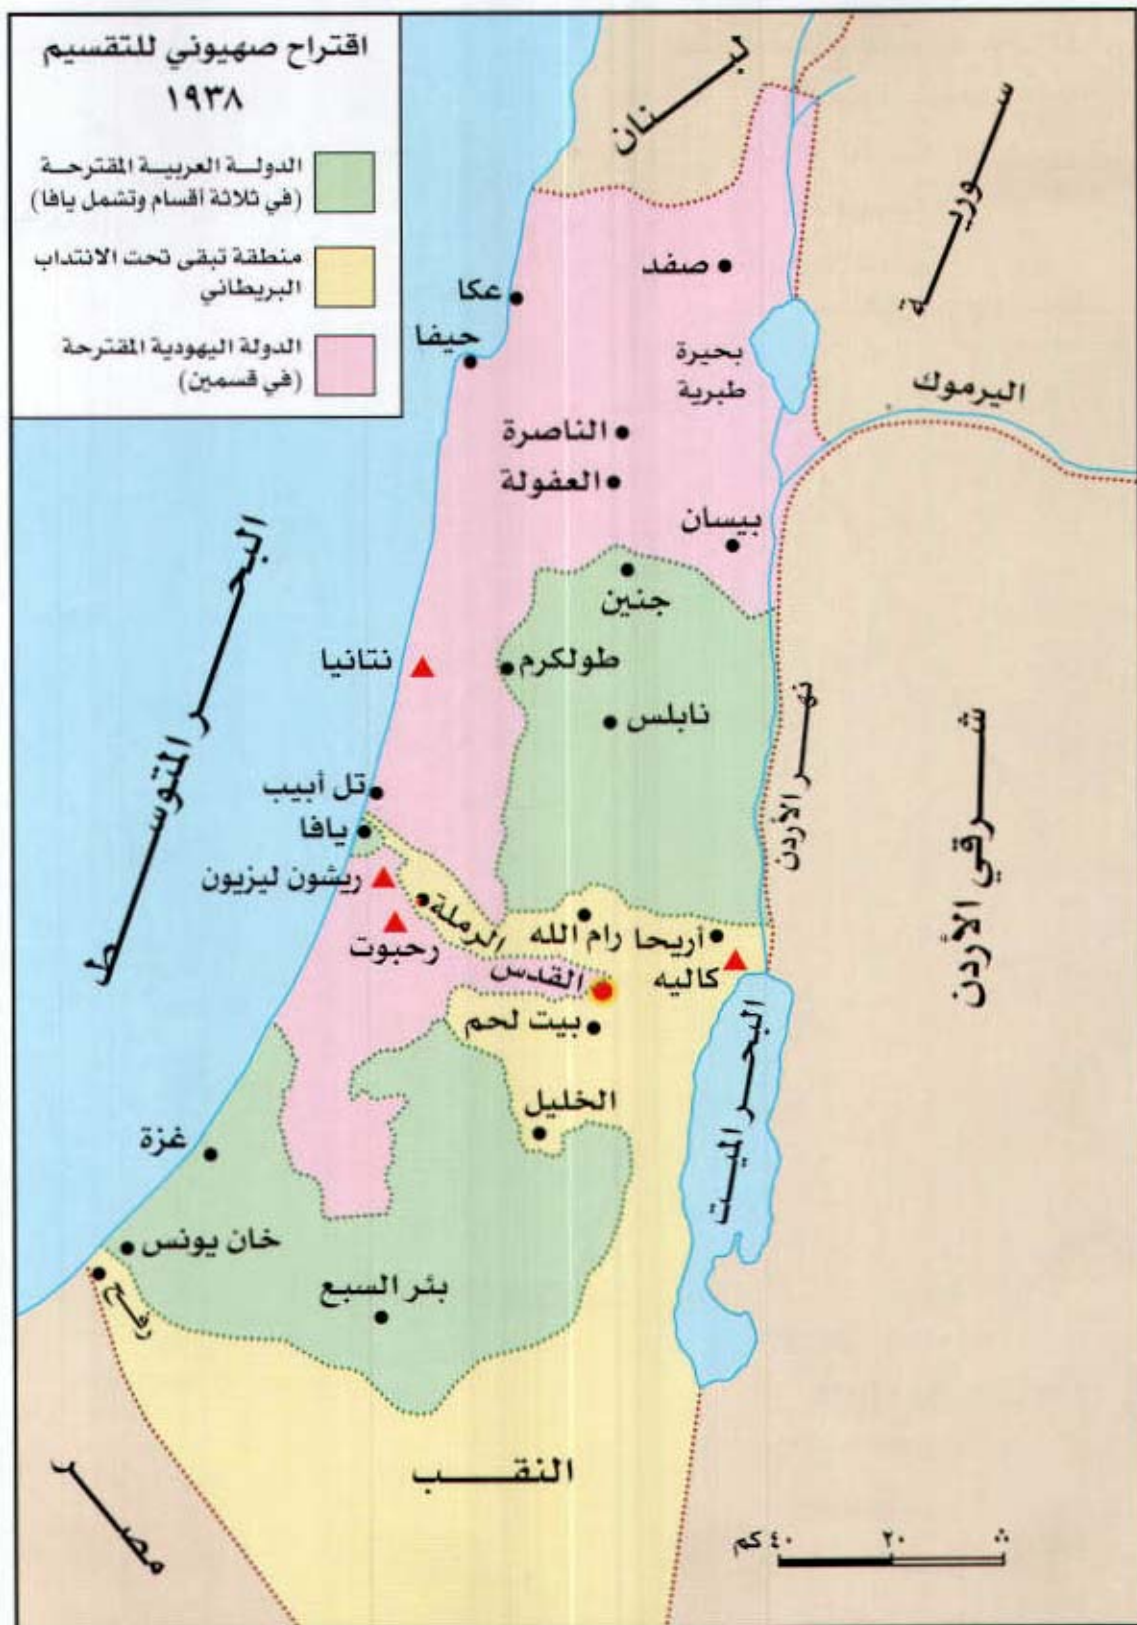 اقتراح صهيوني للتقسيم
١٩٣٨
الدولة العربية المقترحة
(في ثلاثة أقسام وتشمل يافا)
منطقة تبقى تحت الانتداب
البريطاني
الدولة اليهودية المقترحة
(في قسمين)
لبنان
سورية
صفد
عكا
حيفا
بحيرة
طبرية
اليرموك
الناصرة
العفولة
بيسان
جنين
البحر المتوسط
نتانيا
طولكرم
نابلس
نهر الأردن
شرقي الأردن
تل أبيب
يافا
ريشون ليزيون
الرملة
رحبوت
رام الله
أريحا
كاليه
القدس
بيت لحم
البحر الميت
الخليل
غزة
خان يونس
رفح
بئر السبع
النقب
مصر
٢٠
٤٠ كم